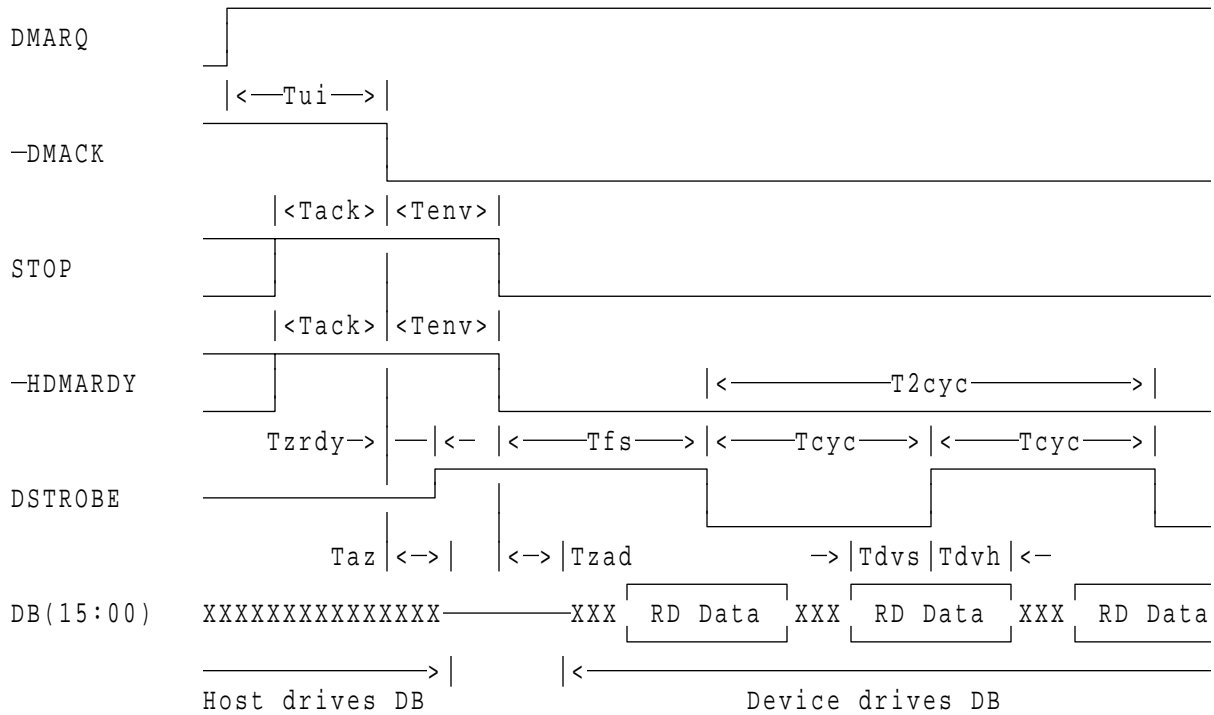 DMARQ
|<—Tui—>|
—DMACK
|<Tack>|<Tenv>|
STOP
|<Tack>|<Tenv>|
—HDMARDY |<———T2cyc———>|
Tzrdy—> <— |<——Tfs——>|<——Tcyc——>|<——Tcyc——>|
DSTROBE
Taz|<—>| |<—>|Tzad —>|Tdvs|Tdvh|<—
DB(15:00) XXXXXXXXXXXXXXX XXX RD Data XXX RD Data XXX RD Data
———>| |<———
Host drives DB Device drives DB